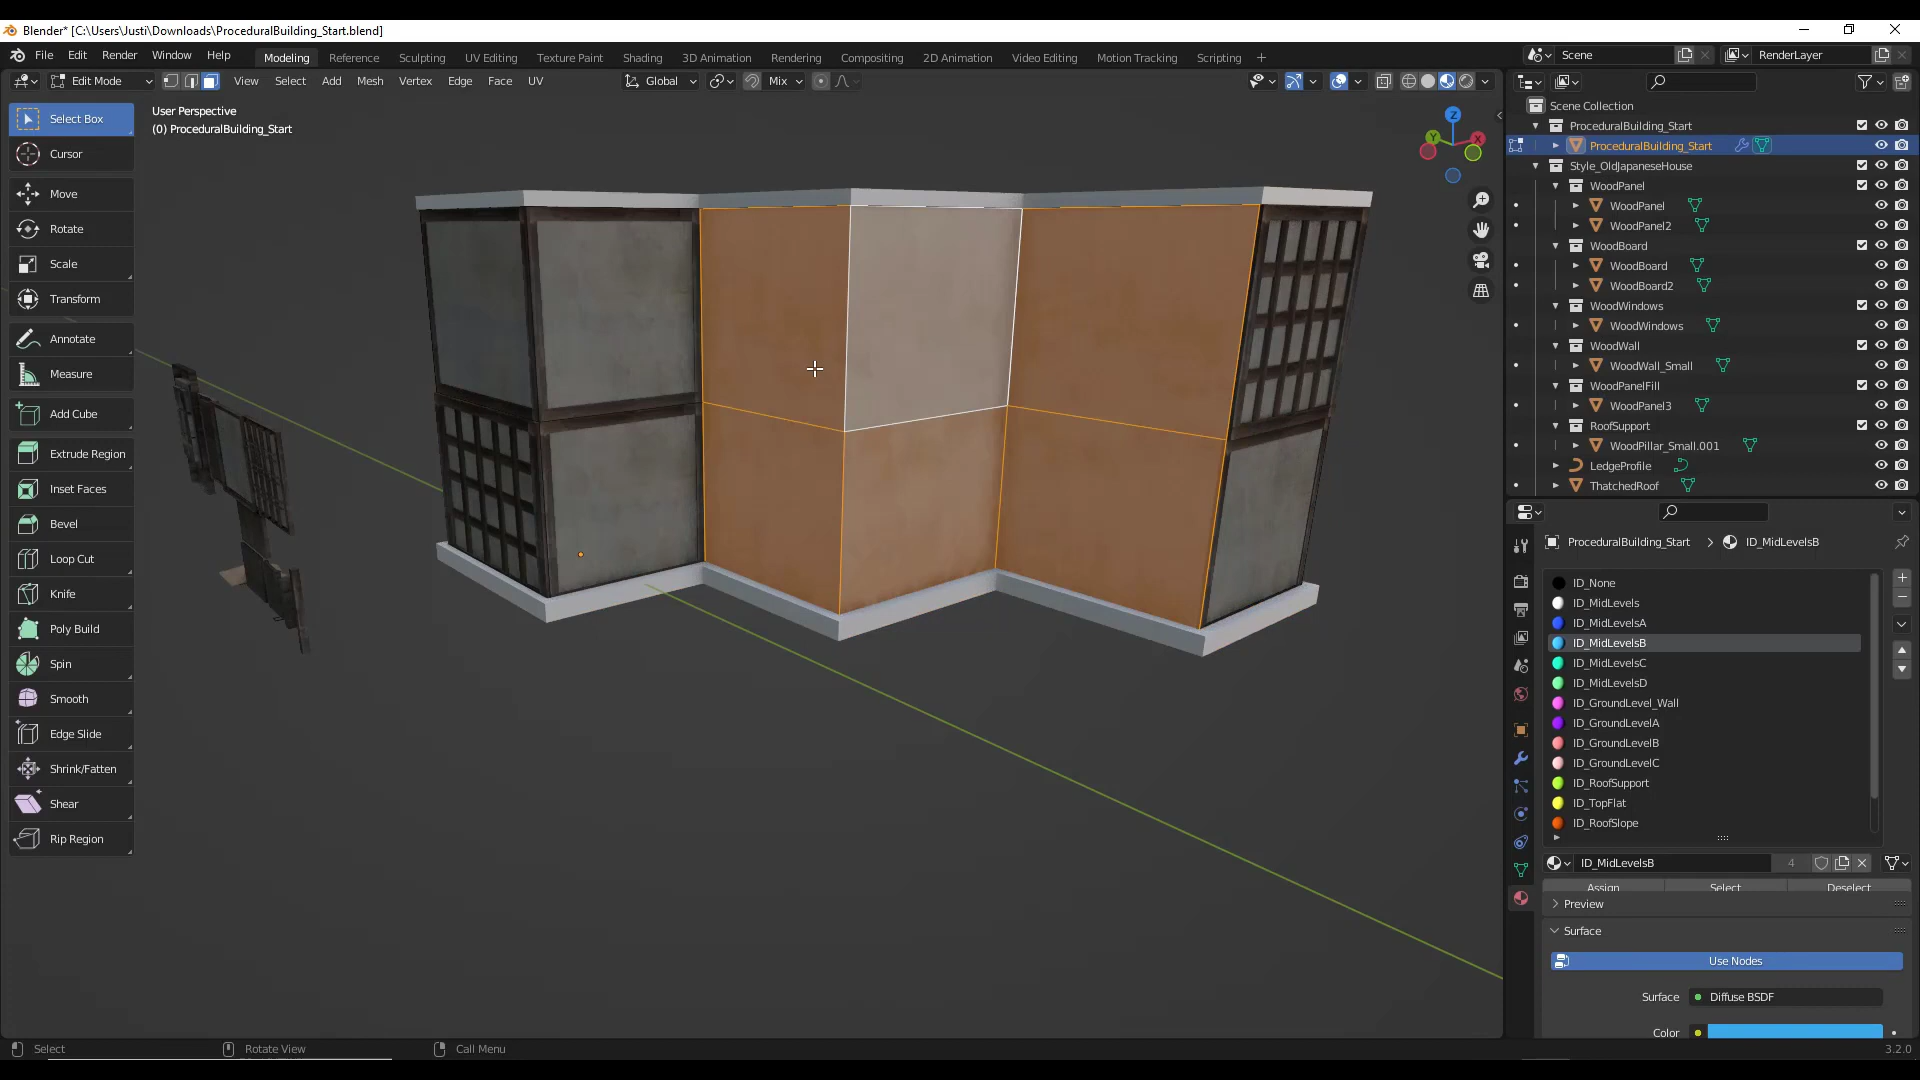 Blender* [C:\Users\Justi\Downloads\ProceduralBuilding_Start.blend]
File Edit Render Window Help Modeling Reference Sculpting UV Editing Texture Paint Shading 3D Animation Rendering Compositing 2D Animation Video Editing Motion Tracking Scripting + Scene RenderLayer
Edit Mode View Select Add Mesh Vertex Edge Face UV Global Mix
User Perspective
(0) ProceduralBuilding_Start
Select Box
Cursor
Move
Rotate
Scale
Transform
Annotate
Measure
Add Cube
Extrude Region
Inset Faces
Bevel
Loop Cut
Knife
Poly Build
Spin
Smooth
Edge Slide
Shrink/Fatten
Shear
Rip Region
Z
Y
X
Scene Collection
ProceduralBuilding_Start
ProceduralBuilding_Start
Style_OldJapaneseHouse
WoodPanel
WoodPanel
WoodPanel2
WoodBoard
WoodBoard
WoodBoard2
WoodWindows
WoodWindows
WoodWall
WoodWall_Small
WoodPanelFill
WoodPanel3
RoofSupport
WoodPillar_Small.001
LedgeProfile
ThatchedRoof
ProceduralBuilding_Start > ID_MidLevelsB
ID_None
ID_MidLevels
ID_MidLevelsA
ID_MidLevelsB
ID_MidLevelsC
ID_MidLevelsD
ID_GroundLevel_Wall
ID_GroundLevelA
ID_GroundLevelB
ID_GroundLevelC
ID_RoofSupport
ID_TopFlat
ID_RoofSlope
ID_MidLevelsB 4
Assign Select Deselect
Preview
Surface
Use Nodes
Surface Diffuse BSDF
Color
Select Rotate View Call Menu 3.2.0